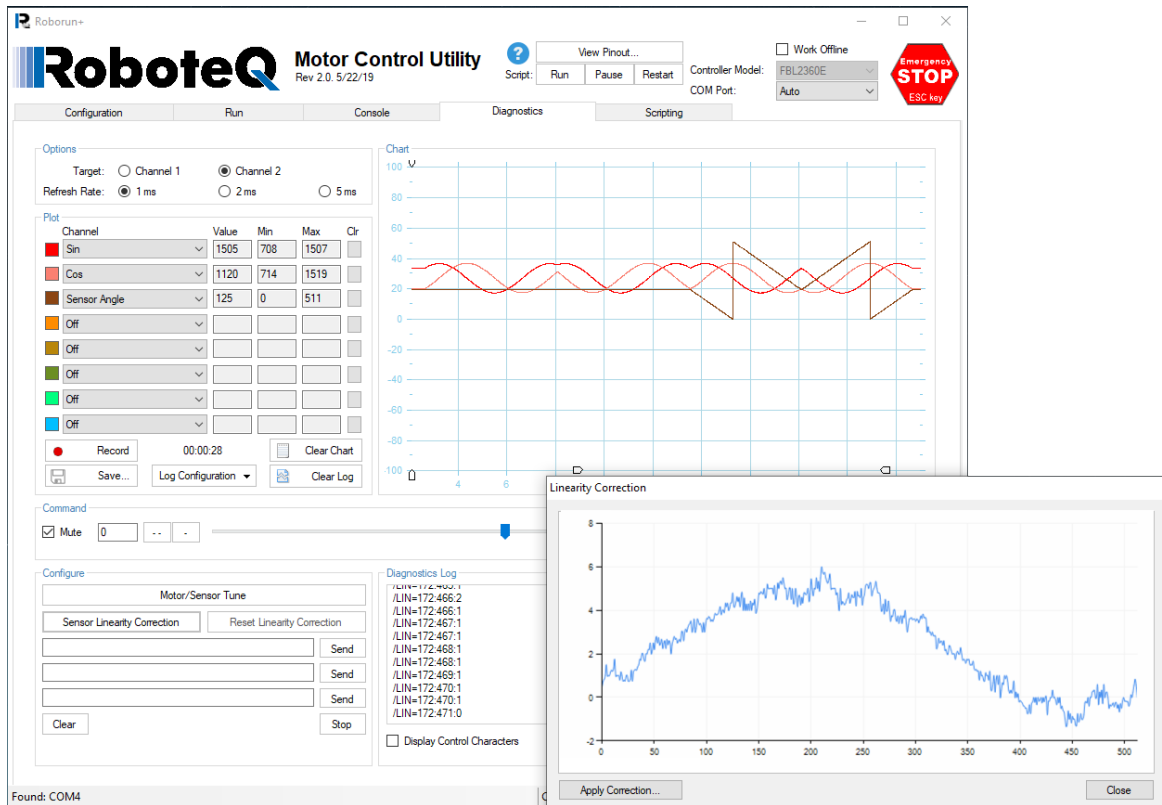 Roborun+
RoboteQ
Motor Control Utility
Rev 2.0. 5/22/19
?
Script:
View Pinout...
Run Pause Restart
Work Offline
Controller Model: FBL2360E
COM Port: Auto
Emergency
STOP
ESC key
Configuration Run Console Diagnostics Scripting
Options
Target: Channel 1 Channel 2
Refresh Rate: 1 ms 2 ms 5 ms
Plot
Channel Value Min Max Clr
Sin 1505 708 1507
Cos 1120 714 1519
Sensor Angle 125 0 511
Off
Off
Off
Off
Off
Record 00:00:28 Clear Chart
Save... Log Configuration Clear Log
Chart
100
80
60
40
20
0
-20
-40
-60
-80
-100
4 6
Command
Mute 0 -- -
Configure
Motor/Sensor Tune
Sensor Linearity Correction Reset Linearity Correction
Send
Send
Send
Clear Stop
Diagnostics Log
/LIN=172:465:1
/LIN=172:466:2
/LIN=172:466:1
/LIN=172:467:1
/LIN=172:467:1
/LIN=172:468:1
/LIN=172:468:1
/LIN=172:469:1
/LIN=172:470:1
/LIN=172:470:1
/LIN=172:471:0
Display Control Characters
Found: COM4
Linearity Correction
8
6
4
2
0
-2
0 50 100 150 200 250 300 350 400 450 500
Apply Correction... Close